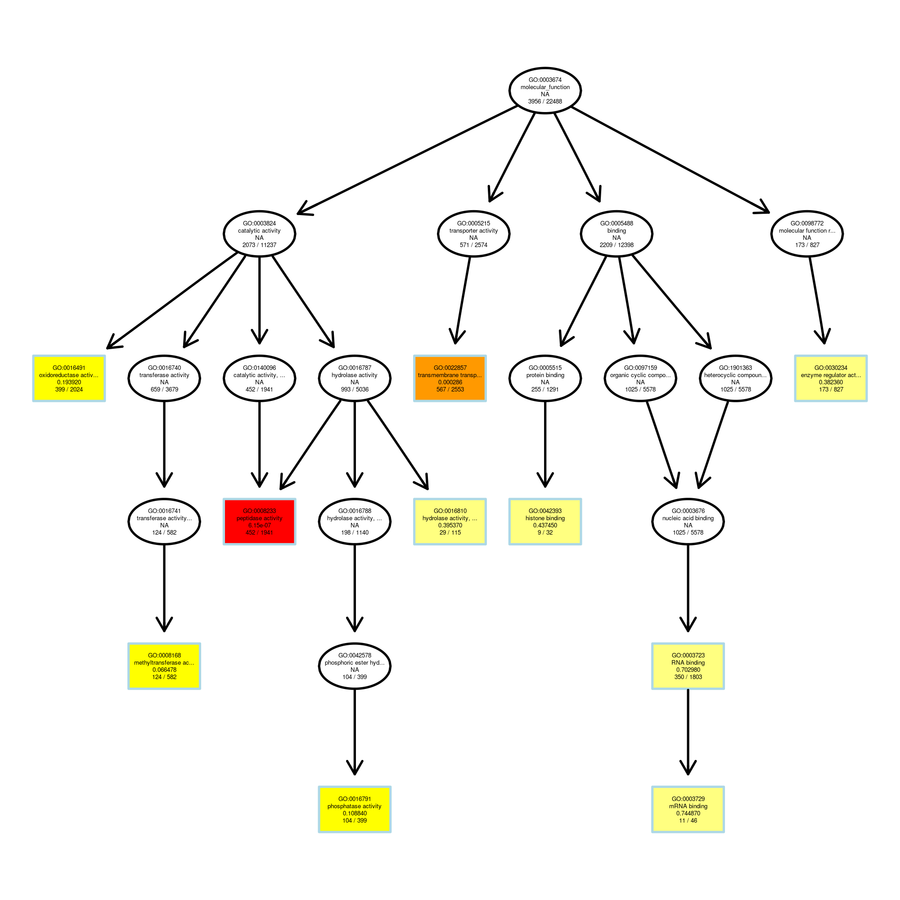 GO:0003674
molecular_function
NA
3956 / 22488
GO:0003824
catalytic activity
NA
2073 / 11237
GO:0005215
transporter activity
NA
571 / 2574
GO:0005488
binding
NA
2209 / 12398
GO:0098772
molecular function r...
NA
173 / 827
GO:0016491
oxidoreductase activ...
0.193920
399 / 2024
GO:0016740
transferase activity
NA
659 / 3679
GO:0140096
catalytic activity, ...
NA
452 / 1941
GO:0016787
hydrolase activity
NA
993 / 5036
GO:0022857
transmembrane transp...
0.000286
567 / 2553
GO:0005515
protein binding
NA
255 / 1291
GO:0097159
organic cyclic compo...
NA
1025 / 5578
GO:1901363
heterocyclic compoun...
NA
1025 / 5578
GO:0030234
enzyme regulator act...
0.382360
173 / 827
GO:0016741
transferase activity...
NA
124 / 582
GO:0008233
peptidase activity
452 / 1941
GO:0016788
hydrolase activity, ...
NA
198 / 1140
GO:0016810
hydrolase activity, ...
0.395370
29 / 115
GO:0042393
histone binding
0.437450
9 / 32
GO:0003676
nucleic acid binding
NA
1025 / 5578
GO:0008168
methyltransferase ac...
0.066478
124 / 582
GO:0042578
phosphoric ester hyd...
NA
104 / 399
GO:0003723
RNA binding
0.702980
350 / 1803
GO:0016791
phosphatase activity
0.108840
104 / 399
GO:0003729
mRNA binding
0.744870
11 / 46